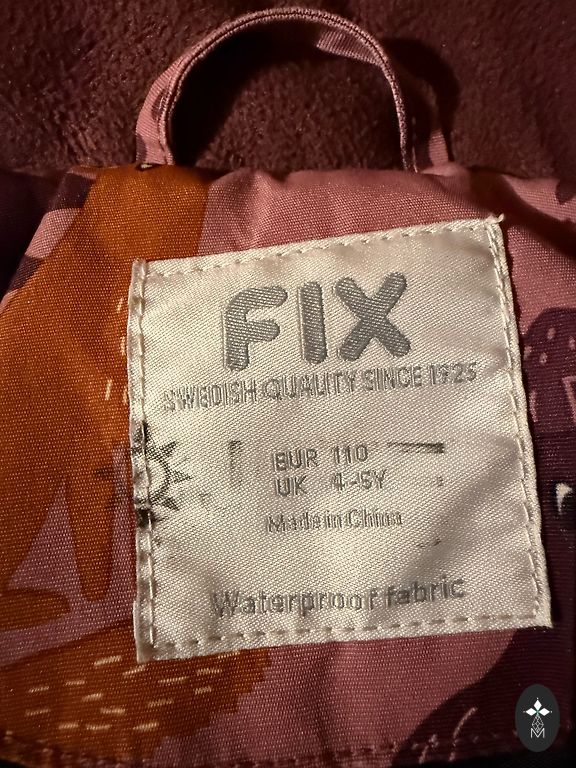 FIX
SWEDISH QUALITY SINCE 1925
EUR 110
UK 4-5Y
Made in China
Waterproof fabric
M